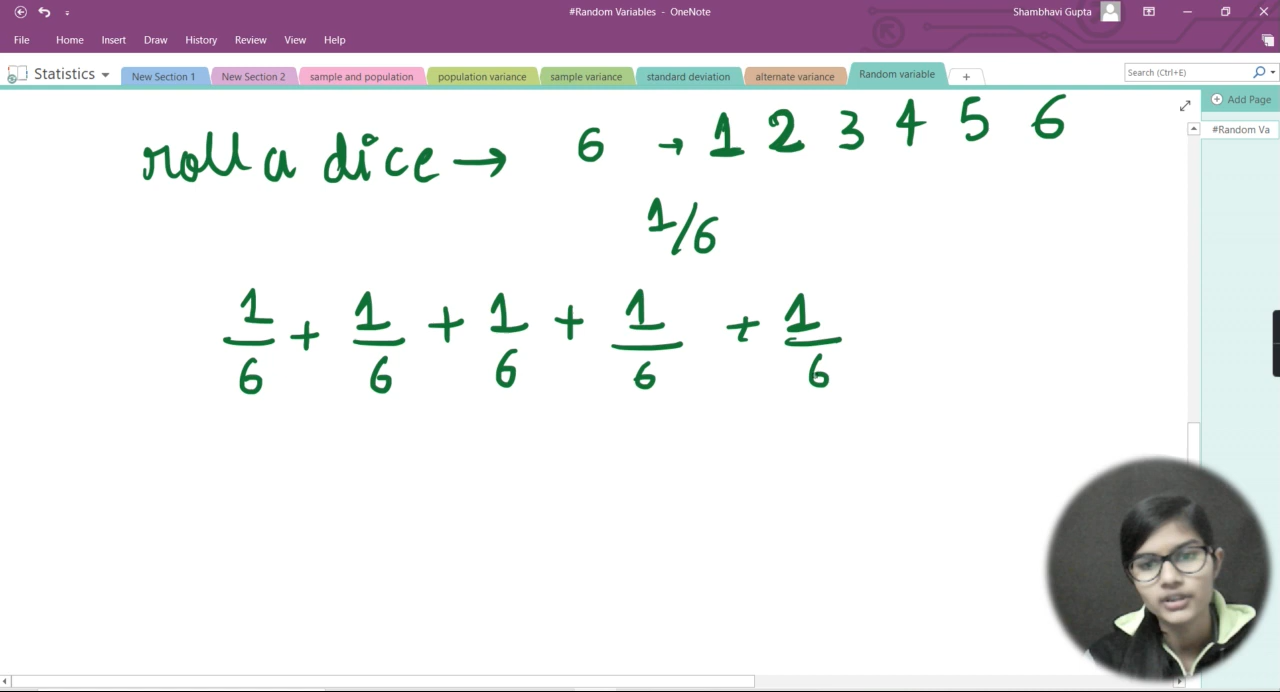 #Random Variables - OneNote
Shambhavi Gupta
File Home Insert Draw History Review View Help
Statistics New Section 1 New Section 2 sample and population population variance sample variance standard deviation alternate variance Random variable +
Search (Ctrl+E)
Add Page
#Random Va
roll a dice → 6 → 1 2 3 4 5 6
1/6
1/6 + 1/6 + 1/6 + 1/6 + 1/6